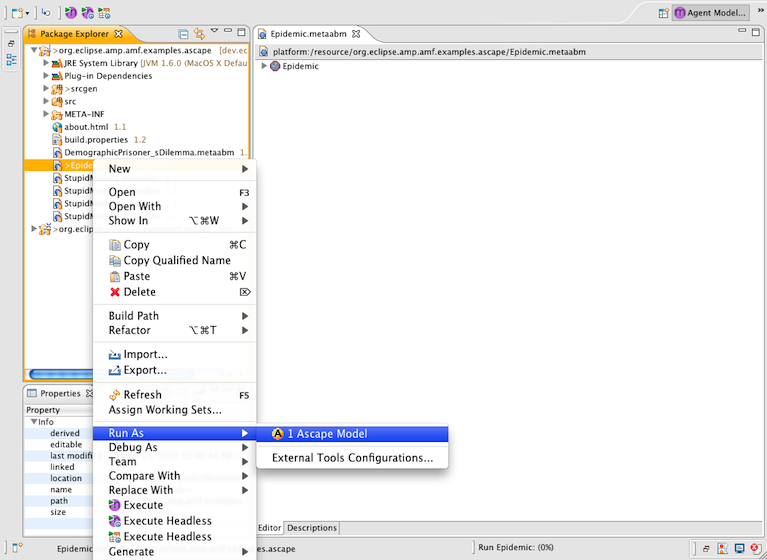 Agent Model...
Package Explorer
>org.eclipse.amp.amf.examples.ascape [dev.ec
JRE System Library [JVM 1.6.0 (MacOS X Defau
Plug-in Dependencies
>srcgen
src
META-INF
about.html 1.1
build.properties 1.2
DemographicPrisoner_sDilemma.metaabm 1.
>Epide
StupidM
StupidM
StupidM
StupidM
>org.ecli
New
Open F3
Open With
Show In ⌥⌘W
Copy ⌘C
Copy Qualified Name
Paste ⌘V
Delete ⌦
Build Path
Refactor ⌥⌘T
Import...
Export...
Refresh F5
Assign Working Sets...
Run As
Debug As
Team
Compare With
Replace With
Execute
Execute Headless
Execute Headless
Generate
1 Ascape Model
External Tools Configurations...
Properties
Property
Info
derived
editable
last modifi
linked
location
name
path
size
Epidemic.metaabm
platform:/resource/org.eclipse.amp.amf.examples.ascape/Epidemic.metaabm
Epidemic
Editor Descriptions
Epidem
es.ascape
Run Epidemic: (0%)